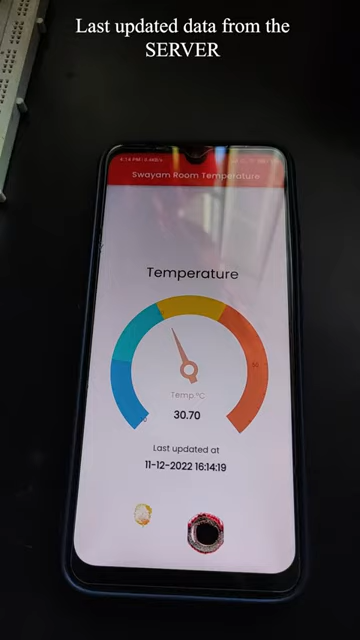 Last updated data from the
SERVER
Swayam Room Temperature
Temperature
Temp.°C
30.70
Last updated at
11-12-2022 16:14:19